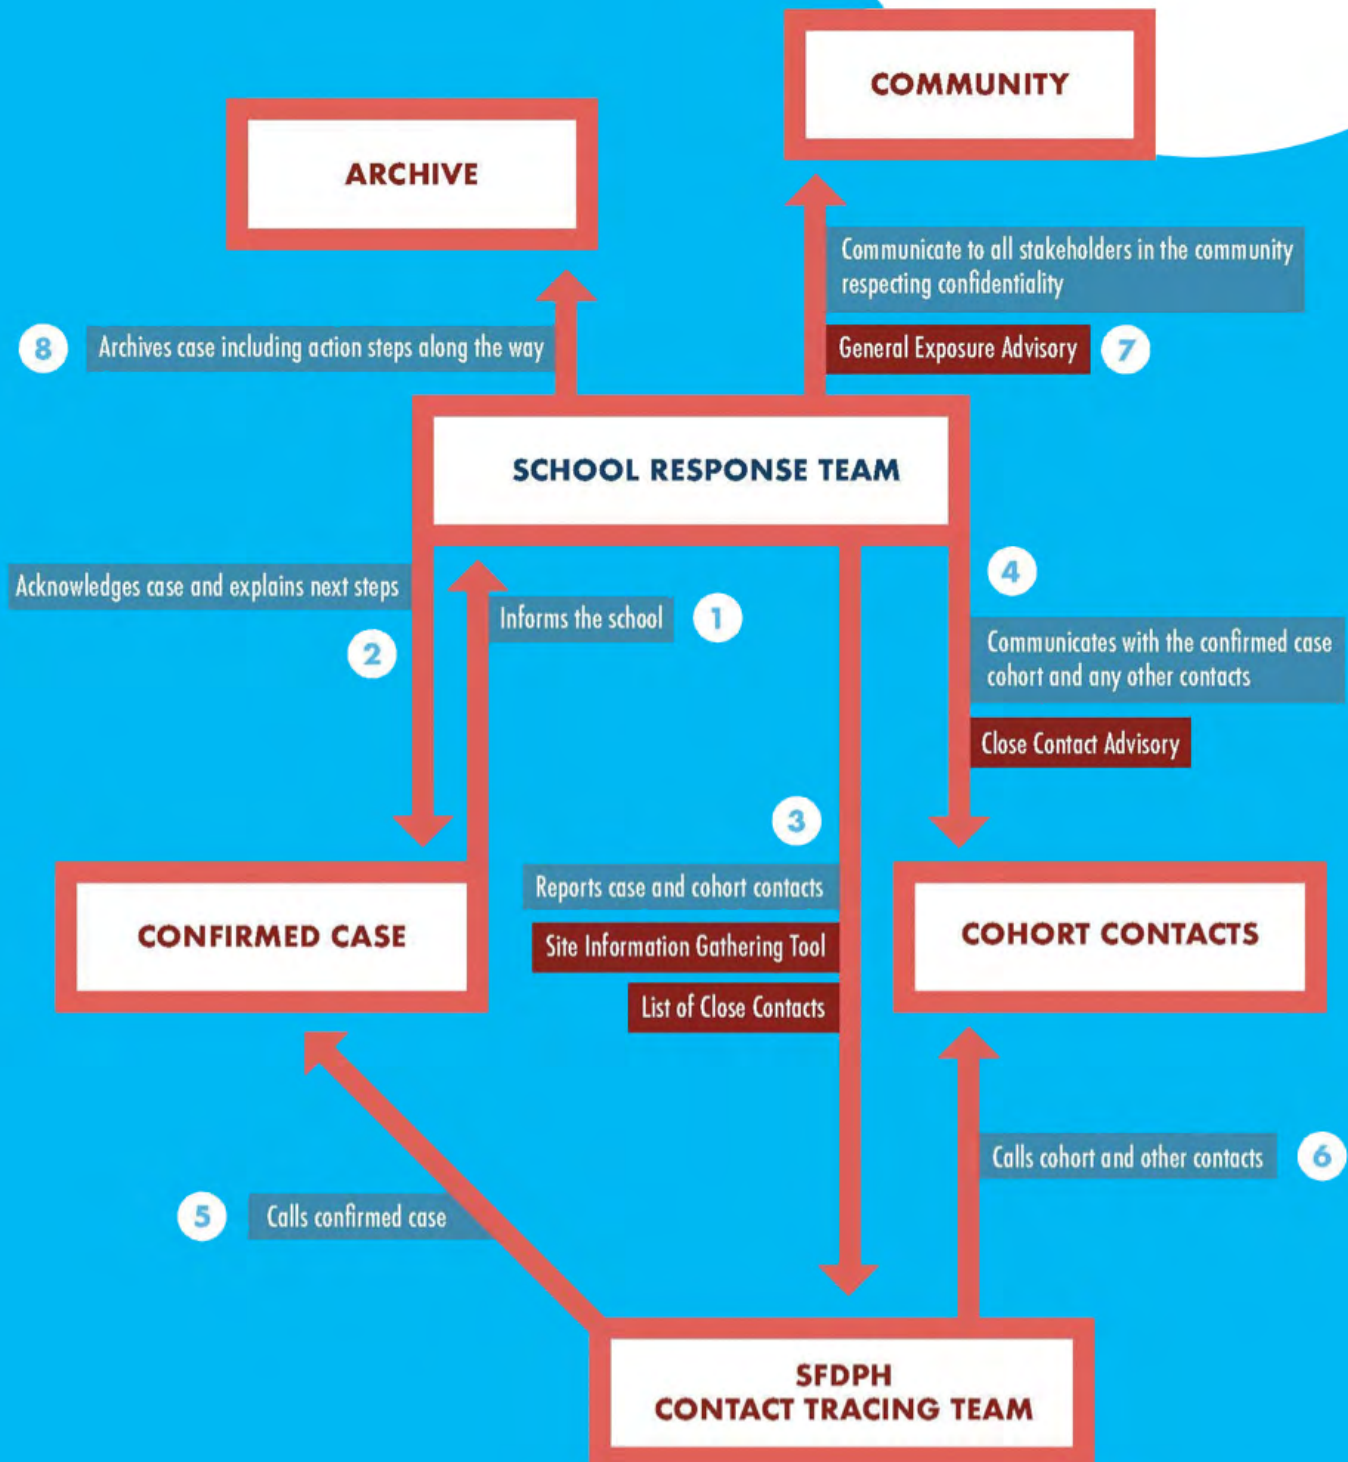 COMMUNITY
ARCHIVE
Communicate to all stakeholders in the community
respecting confidentiality
General Exposure Advisory
7
8
Archives case including action steps along the way
SCHOOL RESPONSE TEAM
Acknowledges case and explains next steps
2
Informs the school
1
4
Communicates with the confirmed case
cohort and any other contacts
Close Contact Advisory
3
Reports case and cohort contacts
Site Information Gathering Tool
List of Close Contacts
CONFIRMED CASE
COHORT CONTACTS
5
Calls confirmed case
Calls cohort and other contacts
6
SFDPH
CONTACT TRACING TEAM